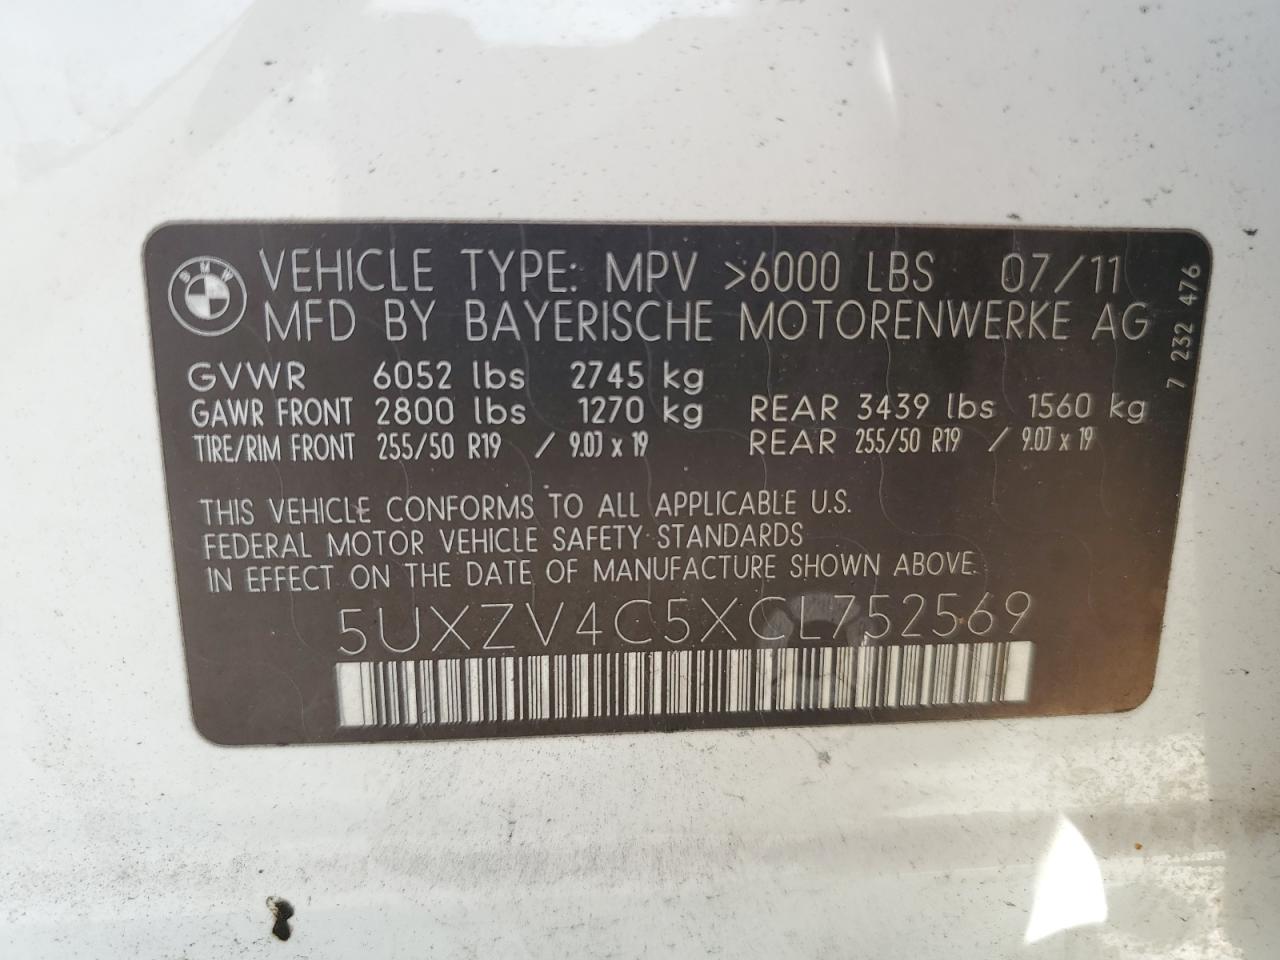 BMW
VEHICLE TYPE: MPV >6000 LBS 07/11
MFD BY BAYERISCHE MOTORENWERKE AG
GVWR 6052 lbs 2745 kg
GAWR FRONT 2800 lbs 1270 kg REAR 3439 lbs 1560 kg
TIRE/RIM FRONT 255/50 R19 / 9.0J x 19 REAR 255/50 R19 / 9.0J x 19
THIS VEHICLE CONFORMS TO ALL APPLICABLE U.S.
FEDERAL MOTOR VEHICLE SAFETY STANDARDS
IN EFFECT ON THE DATE OF MANUFACTURE SHOWN ABOVE.
5UXZV4C5XCL752569
7 232 476